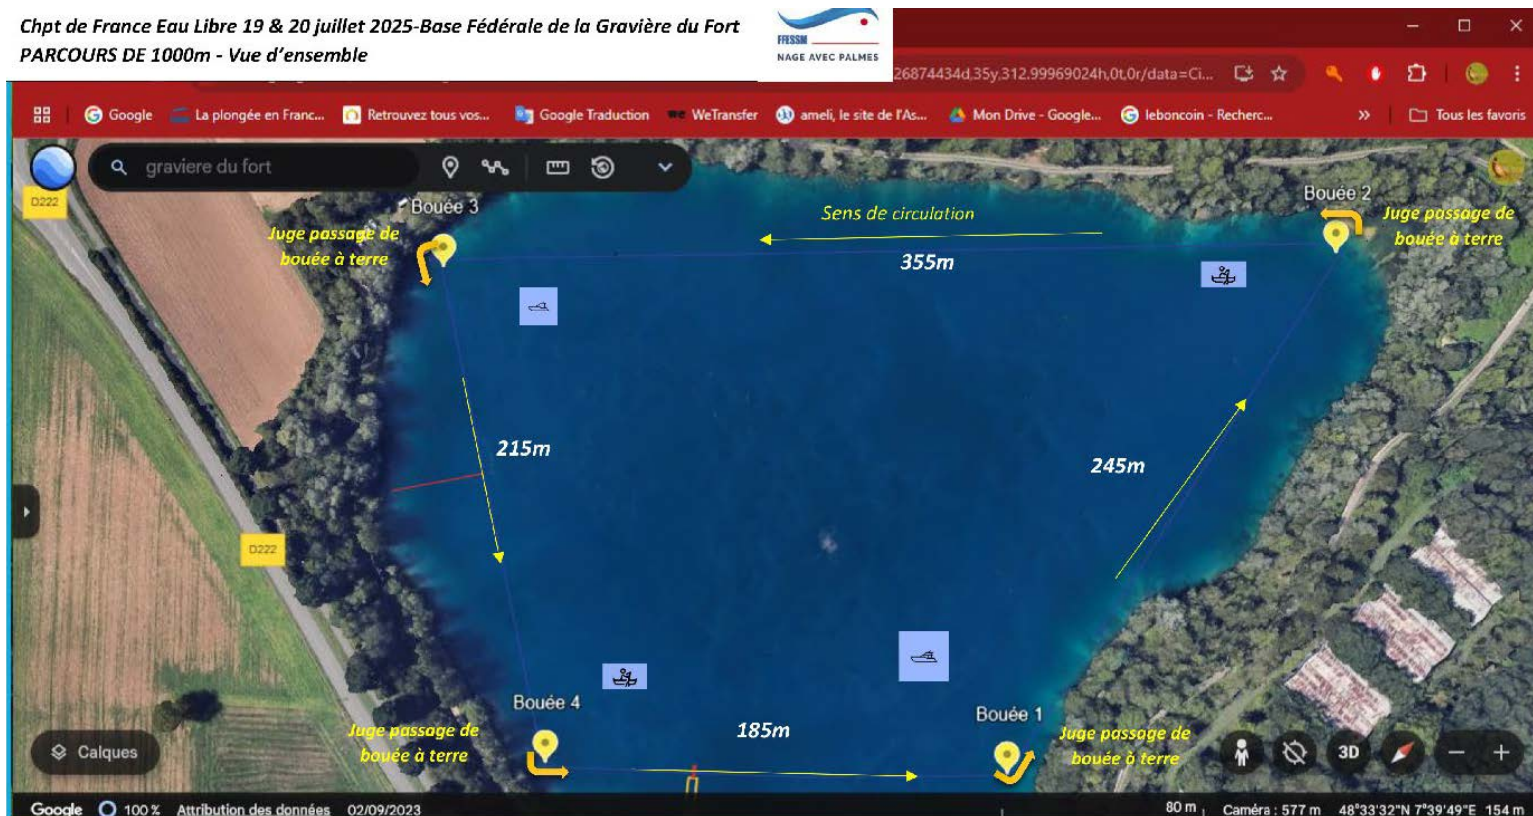 Chpt de France Eau Libre 19 & 20 juillet 2025-Base Fédérale de la Gravière du Fort
PARCOURS DE 1000m - Vue d'ensemble
FFESSM
NAGE AVEC PALMES
26874434d,35y,312.99969024h,0t,0r/data=Ci...
Google
La plongée en Franc...
Retrouvez tous vos...
Google Traduction
we WeTransfer
ameli, le site de l'As...
Mon Drive - Google...
leboncoin - Recherc...
»
Tous les favoris
graviere du fort
D222
Bouée 3
Juge passage de
bouée à terre
Sens de circulation
355m
Bouée 2
Juge passage de
bouée à terre
215m
245m
D222
Bouée 4
Juge passage de
bouée à terre
185m
Bouée 1
Juge passage de
bouée à terre
Calques
3D
Google
100 %
Attribution des données
02/09/2023
80 m
Caméra : 577 m
48°33'32"N 7°39'49"E
154 m